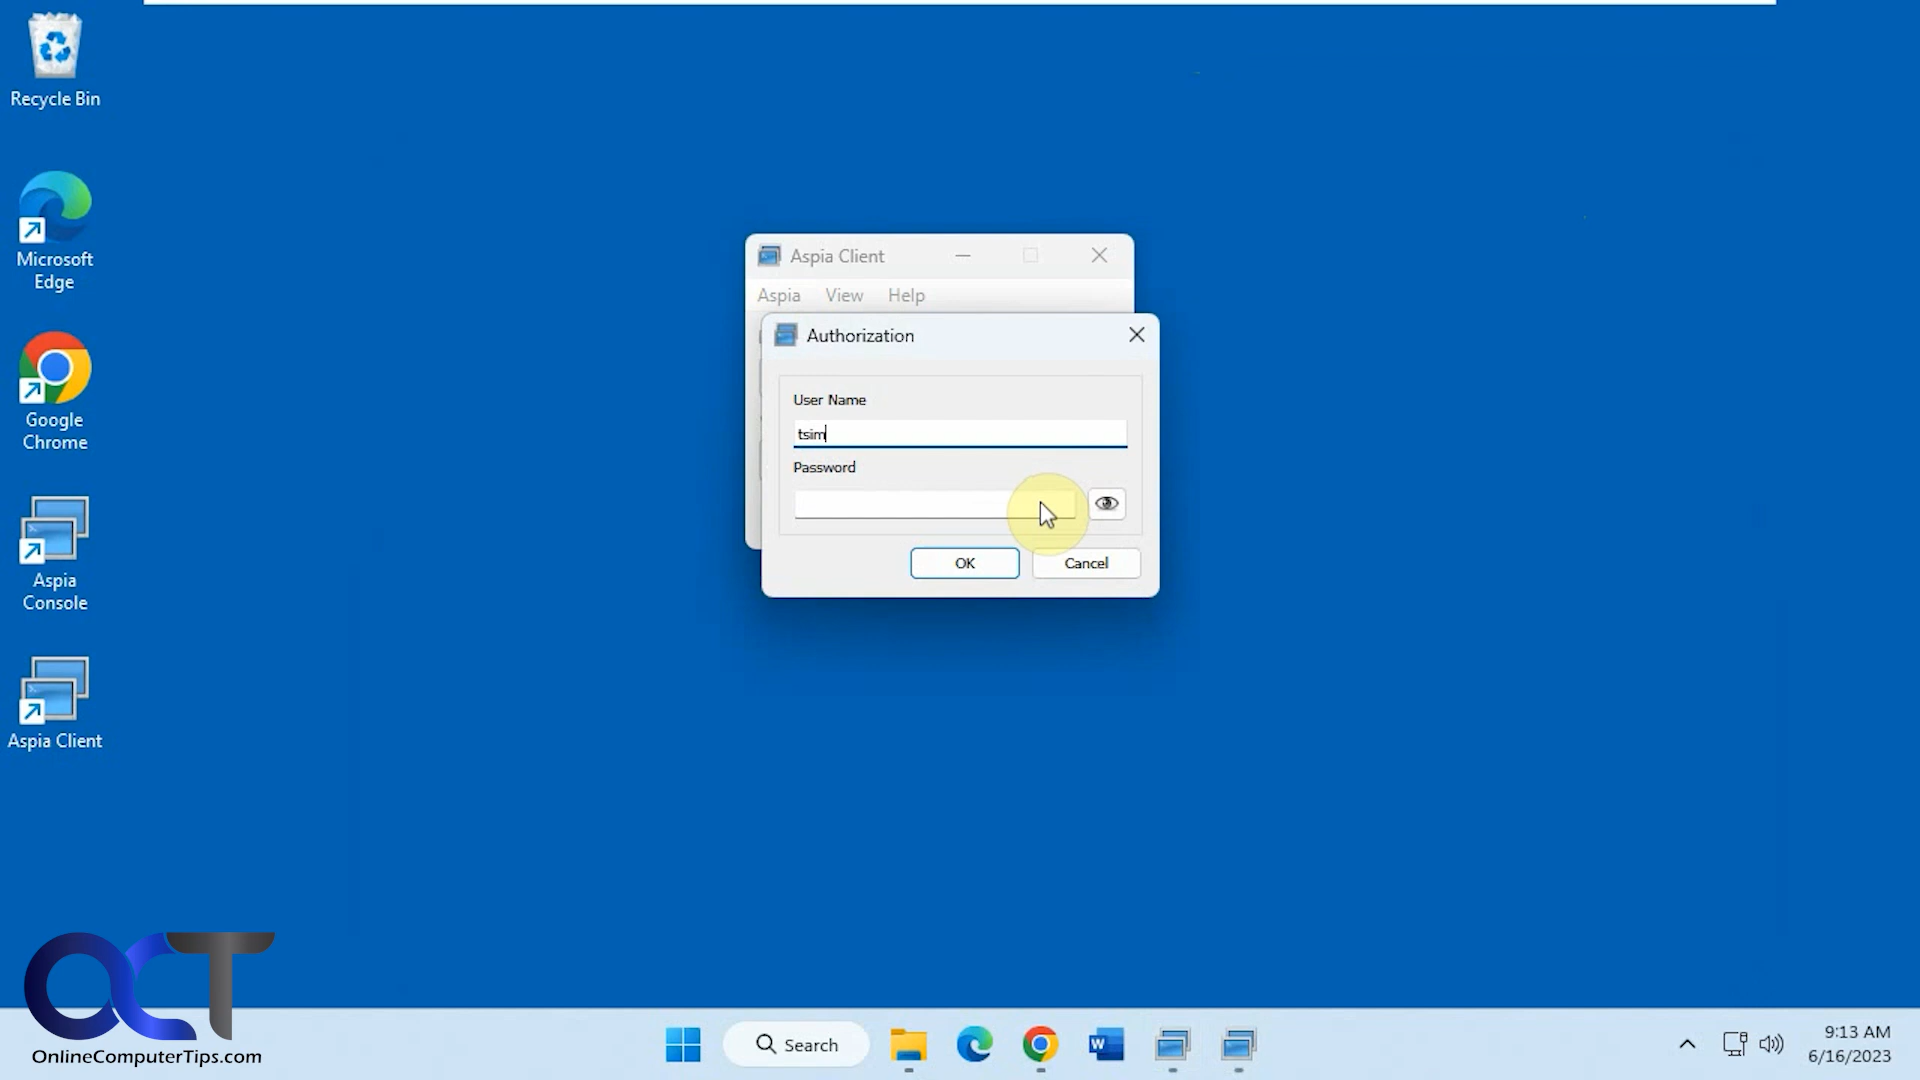 Recycle Bin
Microsoft
Edge
Google
Chrome
Aspia
Console
Aspia Client
Aspia Client
Aspia View Help
Authorization
User Name
tsim
Password
OK Cancel
OCT
OnlineComputerTips.com
Search
W
9:13 AM
6/16/2023